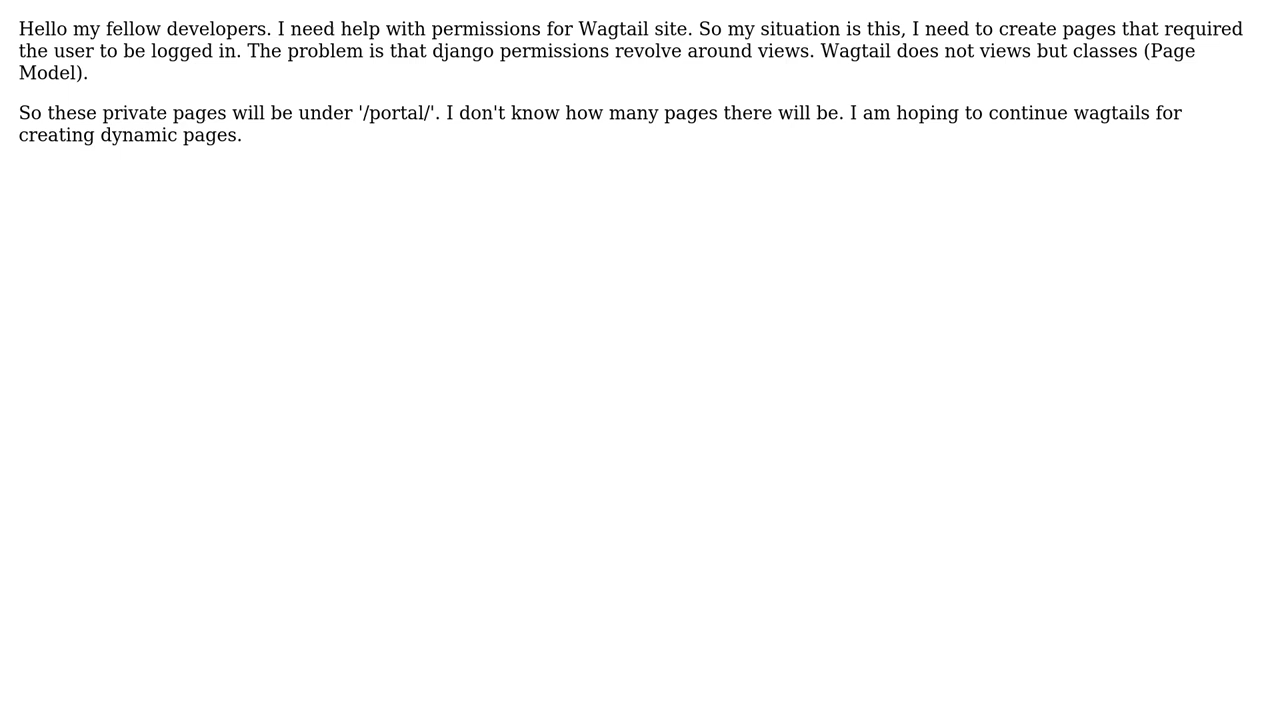 Hello my fellow developers. I need help with permissions for Wagtail site. So my situation is this, I need to create pages that required
the user to be logged in. The problem is that django permissions revolve around views. Wagtail does not views but classes (Page
Model).
So these private pages will be under '/portal/'. I don't know how many pages there will be. I am hoping to continue wagtails for
creating dynamic pages.